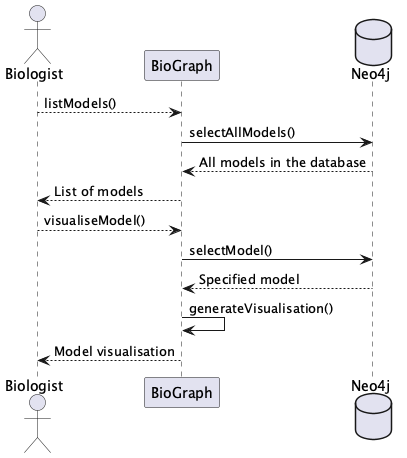 Biologist
BioGraph
Neo4j
listModels()
selectAllModels()
All models in the database
List of models
visualiseModel()
selectModel()
Specified model
generateVisualisation()
Model visualisation
Biologist
BioGraph
Neo4j